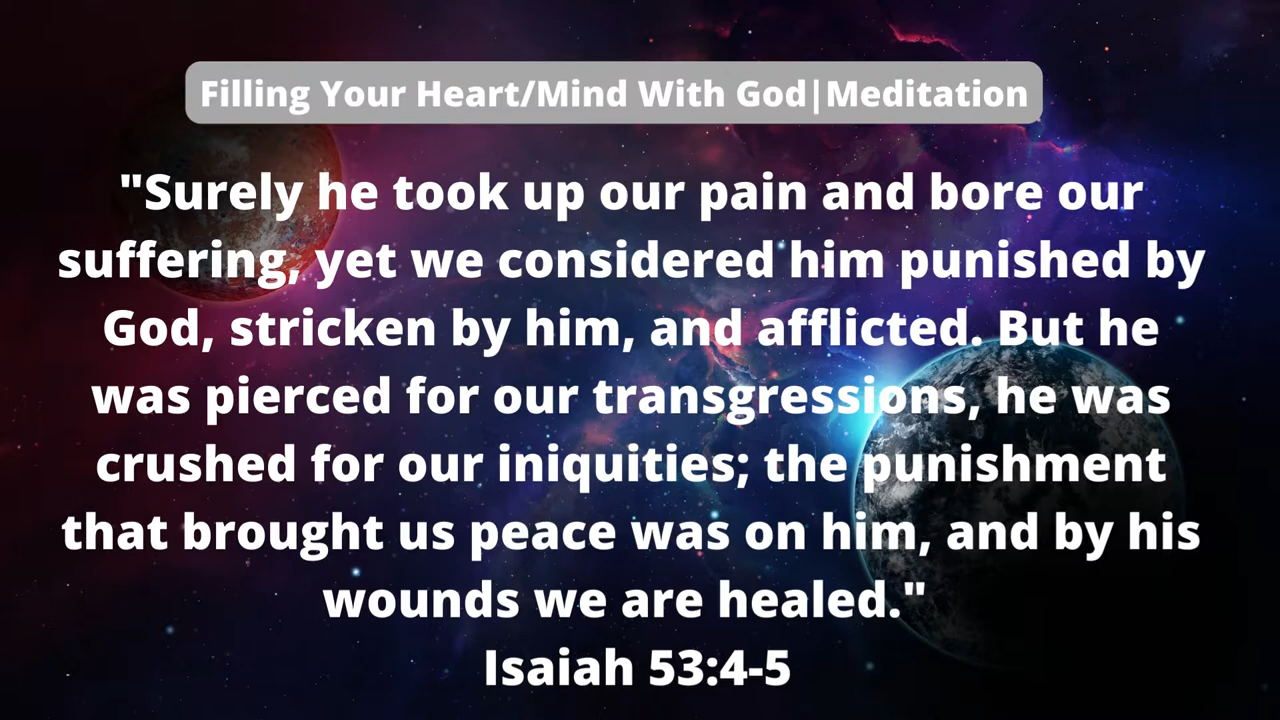 Filling Your Heart/Mind With God|Meditation
"Surely he took up our pain and bore our
suffering, yet we considered him punished by
God, stricken by him, and afflicted. But he
was pierced for our transgressions, he was
crushed for our iniquities; the punishment
that brought us peace was on him, and by his
wounds we are healed."
Isaiah 53:4-5